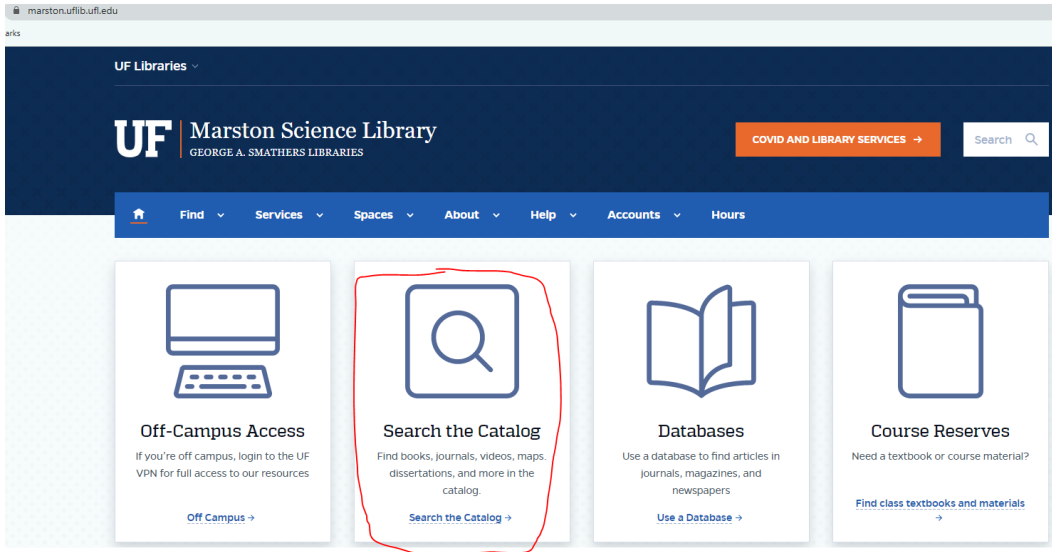 marston.uflib.ufl.edu
arks
UF Libraries
UF Marston Science Library
GEORGE A. SMATHERS LIBRARIES
COVID AND LIBRARY SERVICES →
Search
Find
Services
Spaces
About
Help
Accounts
Hours
Off-Campus Access
If you're off campus, login to the UF
VPN for full access to our resources
Off Campus →
Search the Catalog
Find books, journals, videos, maps.
dissertations, and more in the
catalog.
Search the Catalog →
Databases
Use a database to find articles in
journals, magazines, and
newspapers
Use a Database →
Course Reserves
Need a textbook or course material?
Find class textbooks and materials
→